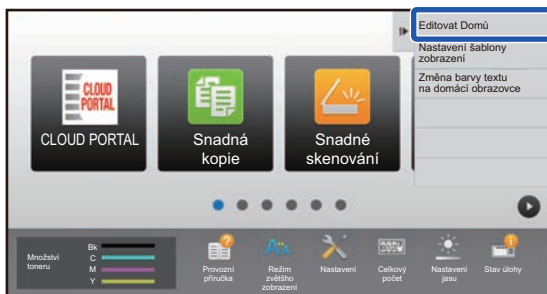 Editovat Domů
Nastavení šablony
zobrazení
Změna barvy textu
na domácí obrazovce
CLOUD
PORTAL
CLOUD PORTAL
Snadná
kopie
Snadné
skenování
Množství
toneru
Bk
C
M
Y
Provozní
příručka
Režim
zvětšeného
zobrazení
Nastavení
Celkový
počet
Nastavení
jasu
Stav úlohy